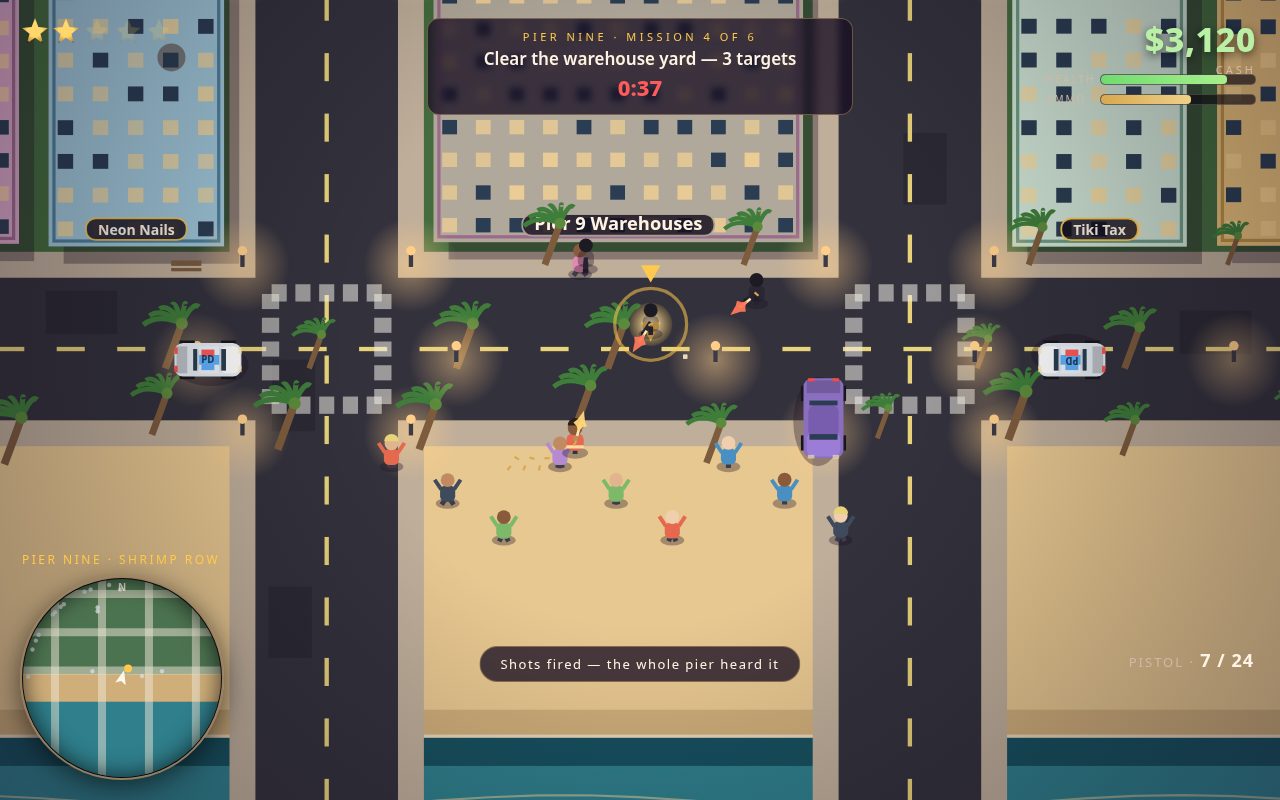 PIER NINE · MISSION 4 OF 6
Clear the warehouse yard — 3 targets
0:37
$3,120
CASH
HEALTH
Neon Nails
Pier 9 Warehouses
Tiki Tax
PD
PD
PIER NINE · SHRIMP ROW
N
Shots fired — the whole pier heard it
PISTOL · 7 / 24